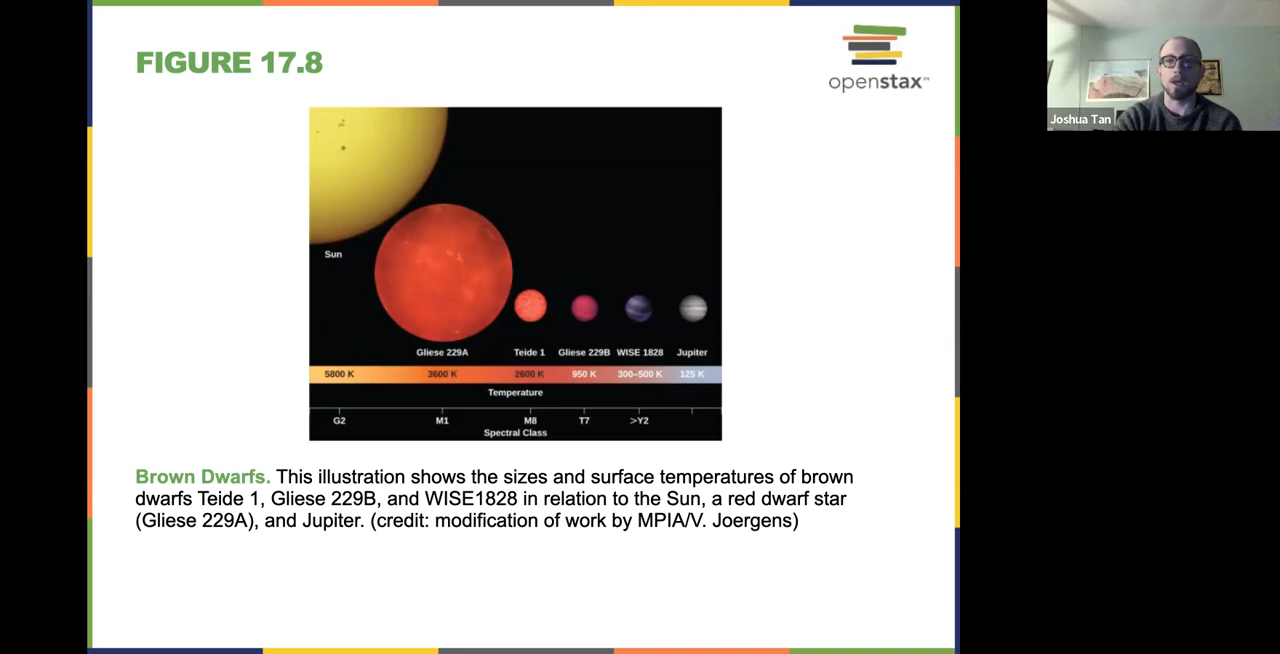 FIGURE 17.8
openstax™
Joshua Tan
Sun
Gliese 229A Teide 1 Gliese 229B WISE 1828 Jupiter
5800 K 3600 K 2600 K 950 K 300–500 K 125 K
Temperature
G2 M1 M8 T7 >Y2
Spectral Class
Brown Dwarfs. This illustration shows the sizes and surface temperatures of brown
dwarfs Teide 1, Gliese 229B, and WISE1828 in relation to the Sun, a red dwarf star
(Gliese 229A), and Jupiter. (credit: modification of work by MPIA/V. Joergens)